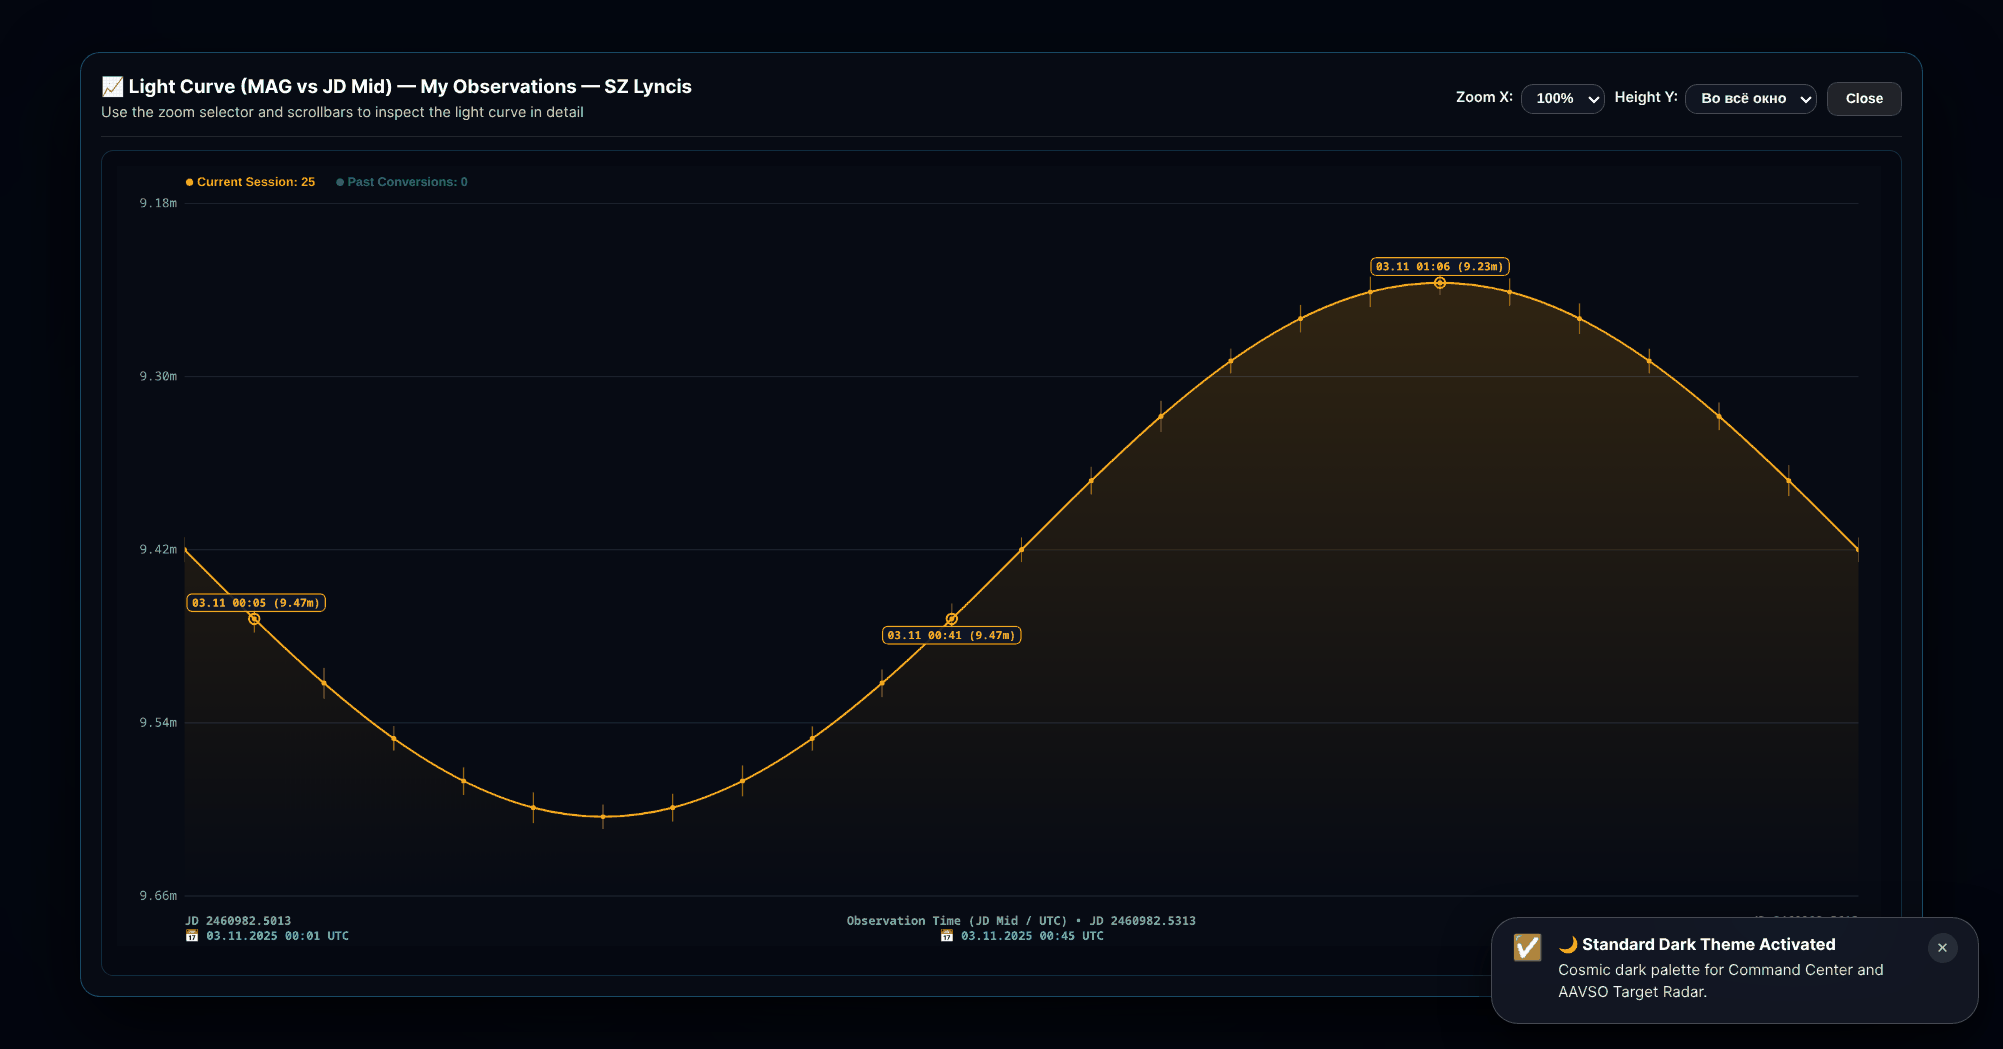 📈 Light Curve (MAG vs JD Mid) — My Observations — SZ Lyncis
Use the zoom selector and scrollbars to inspect the light curve in detail
Zoom X: 100% Height Y: Во всё окно Close
Current Session: 25 Past Conversions: 0
9.18m
03.11 01:06 (9.23m)
9.30m
9.42m
03.11 00:05 (9.47m)
03.11 00:41 (9.47m)
9.54m
9.66m
JD 2460982.5013
📅 03.11.2025 00:01 UTC
Observation Time (JD Mid / UTC) • JD 2460982.5313
📅 03.11.2025 00:45 UTC
🌙 Standard Dark Theme Activated
Cosmic dark palette for Command Center and
AAVSO Target Radar.